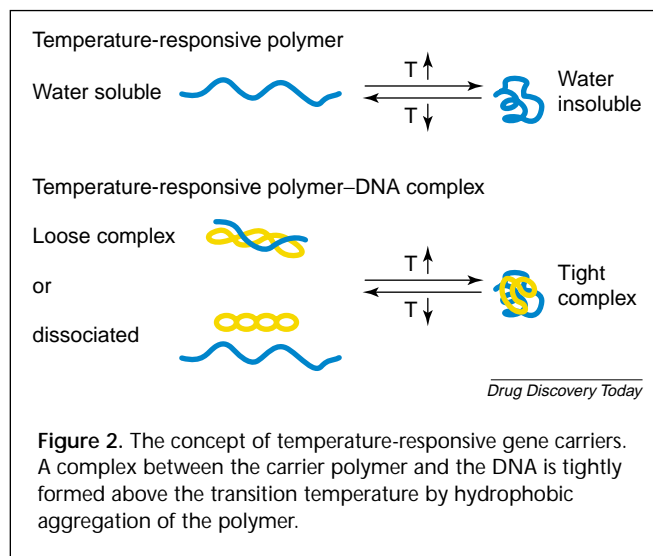 Temperature-responsive polymer
Water soluble
T ↑
T ↓
Water
insoluble
Temperature-responsive polymer–DNA complex
Loose complex
or
dissociated
T ↑
T ↓
Tight
complex
Drug Discovery Today
Figure 2. The concept of temperature-responsive gene carriers.
A complex between the carrier polymer and the DNA is tightly
formed above the transition temperature by hydrophobic
aggregation of the polymer.